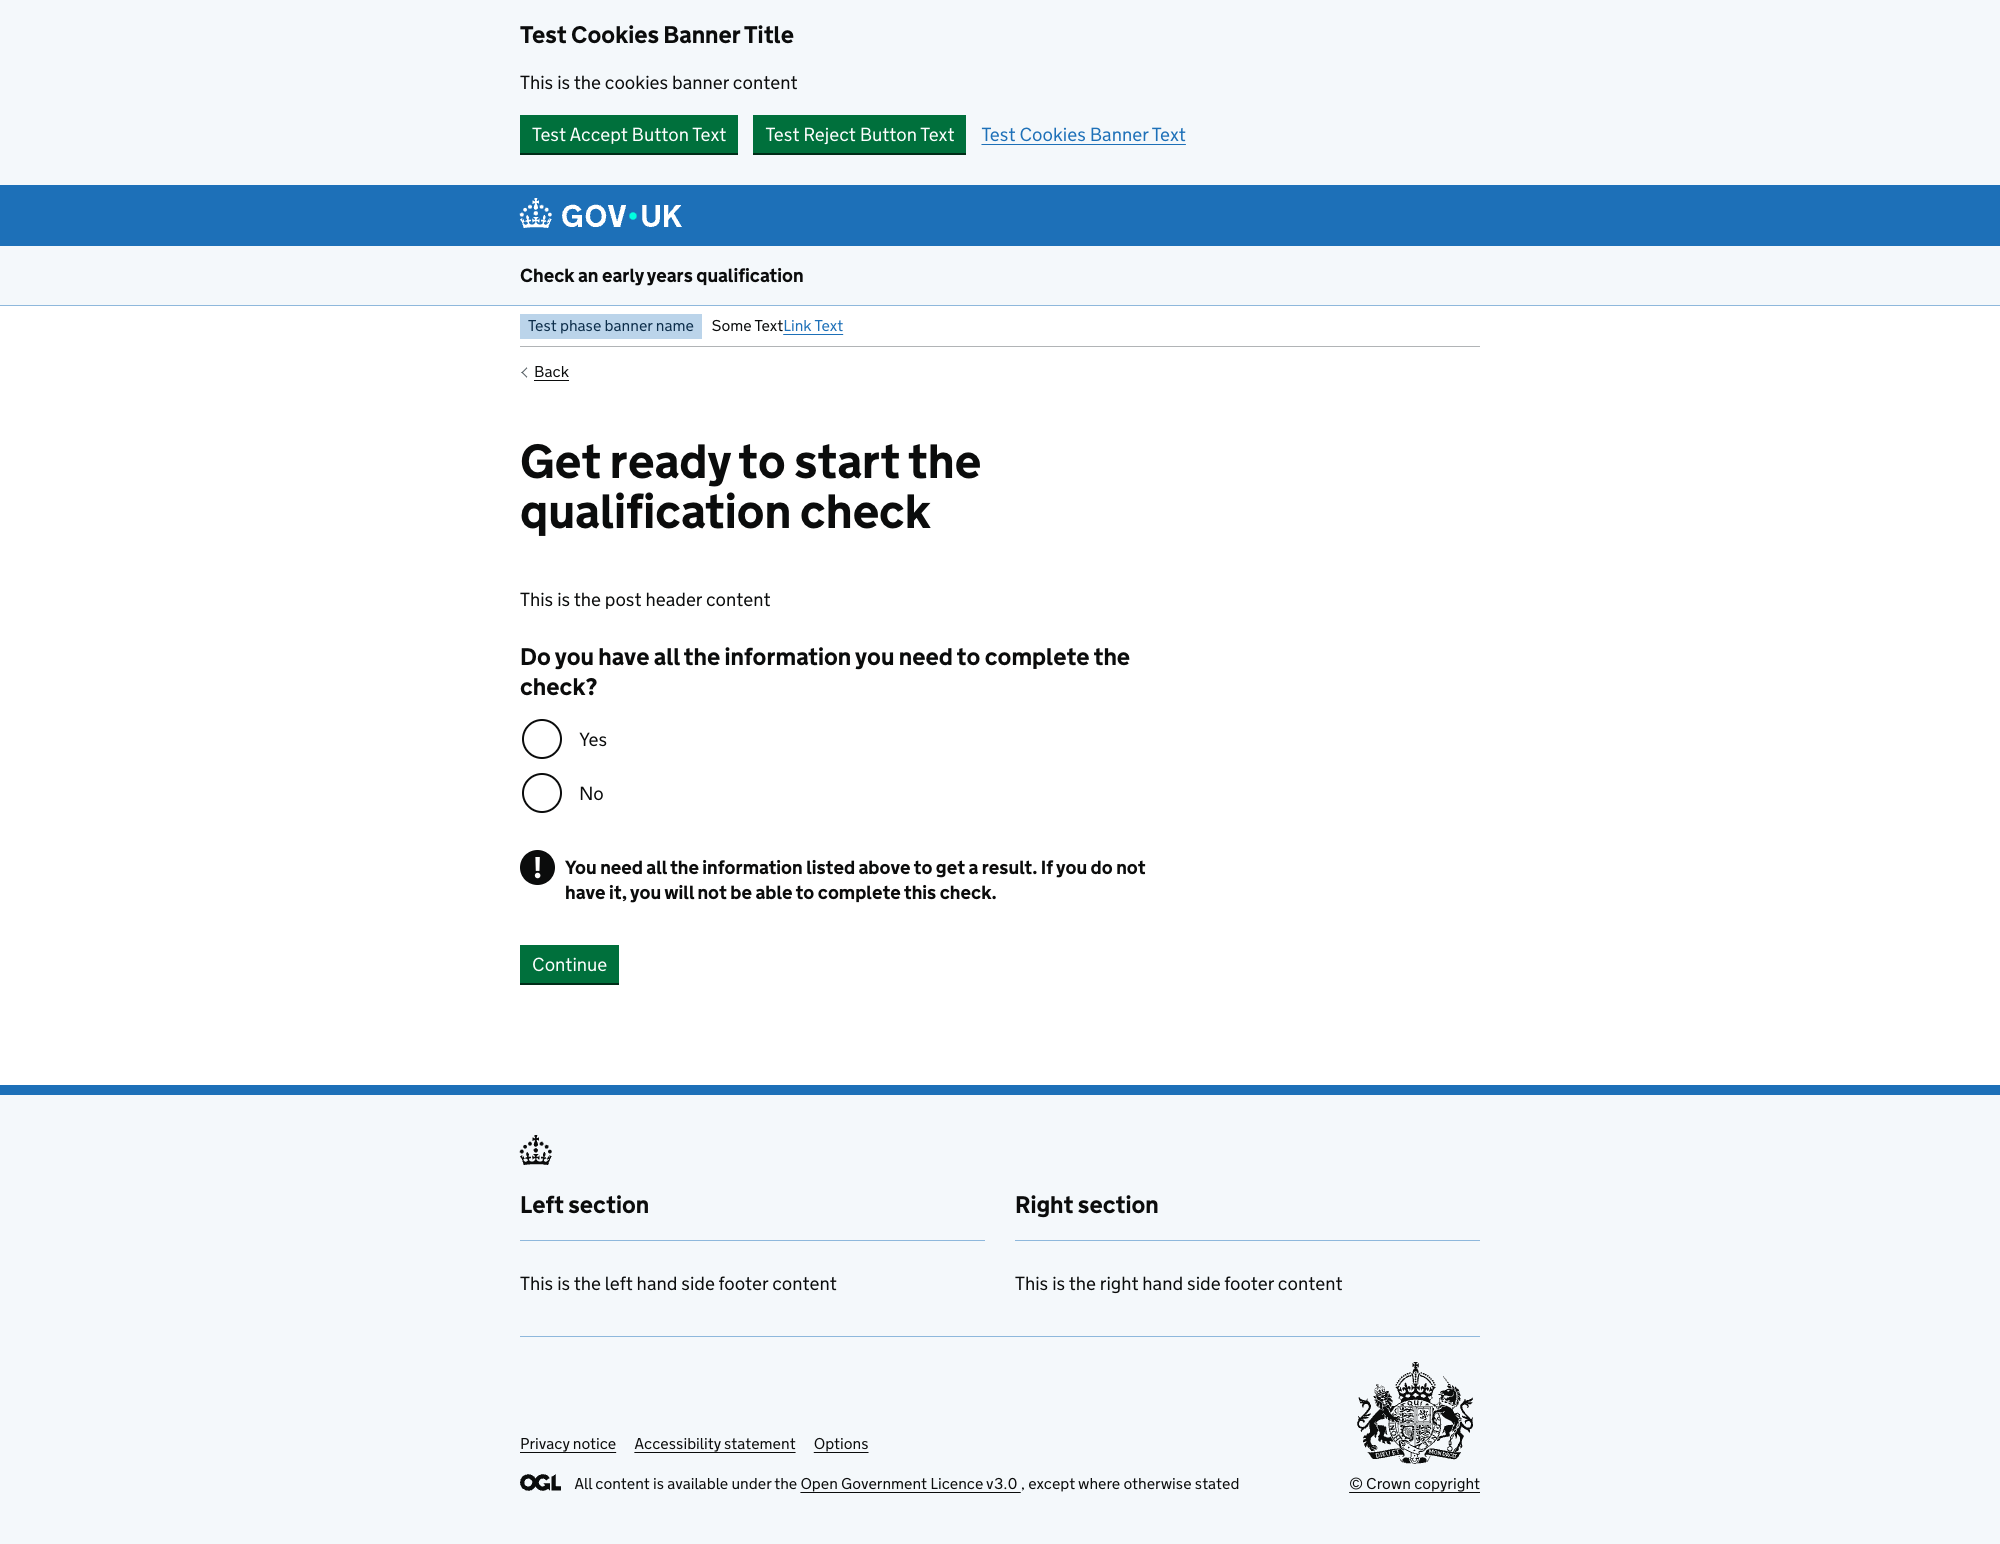 Test Cookies Banner Title
This is the cookies banner content
Test Accept Button Text
Test Reject Button Text
Test Cookies Banner Text
GOV·UK
Check an early years qualification
Test phase banner name
Some TextLink Text
Back
Get ready to start the
qualification check
This is the post header content
Do you have all the information you need to complete the
check?
Yes
No
! You need all the information listed above to get a result. If you do not
have it, you will not be able to complete this check.
Continue
Left section
Right section
This is the left hand side footer content
This is the right hand side footer content
Privacy notice
Accessibility statement
Options
OGL
All content is available under the Open Government Licence v3.0 , except where otherwise stated
© Crown copyright